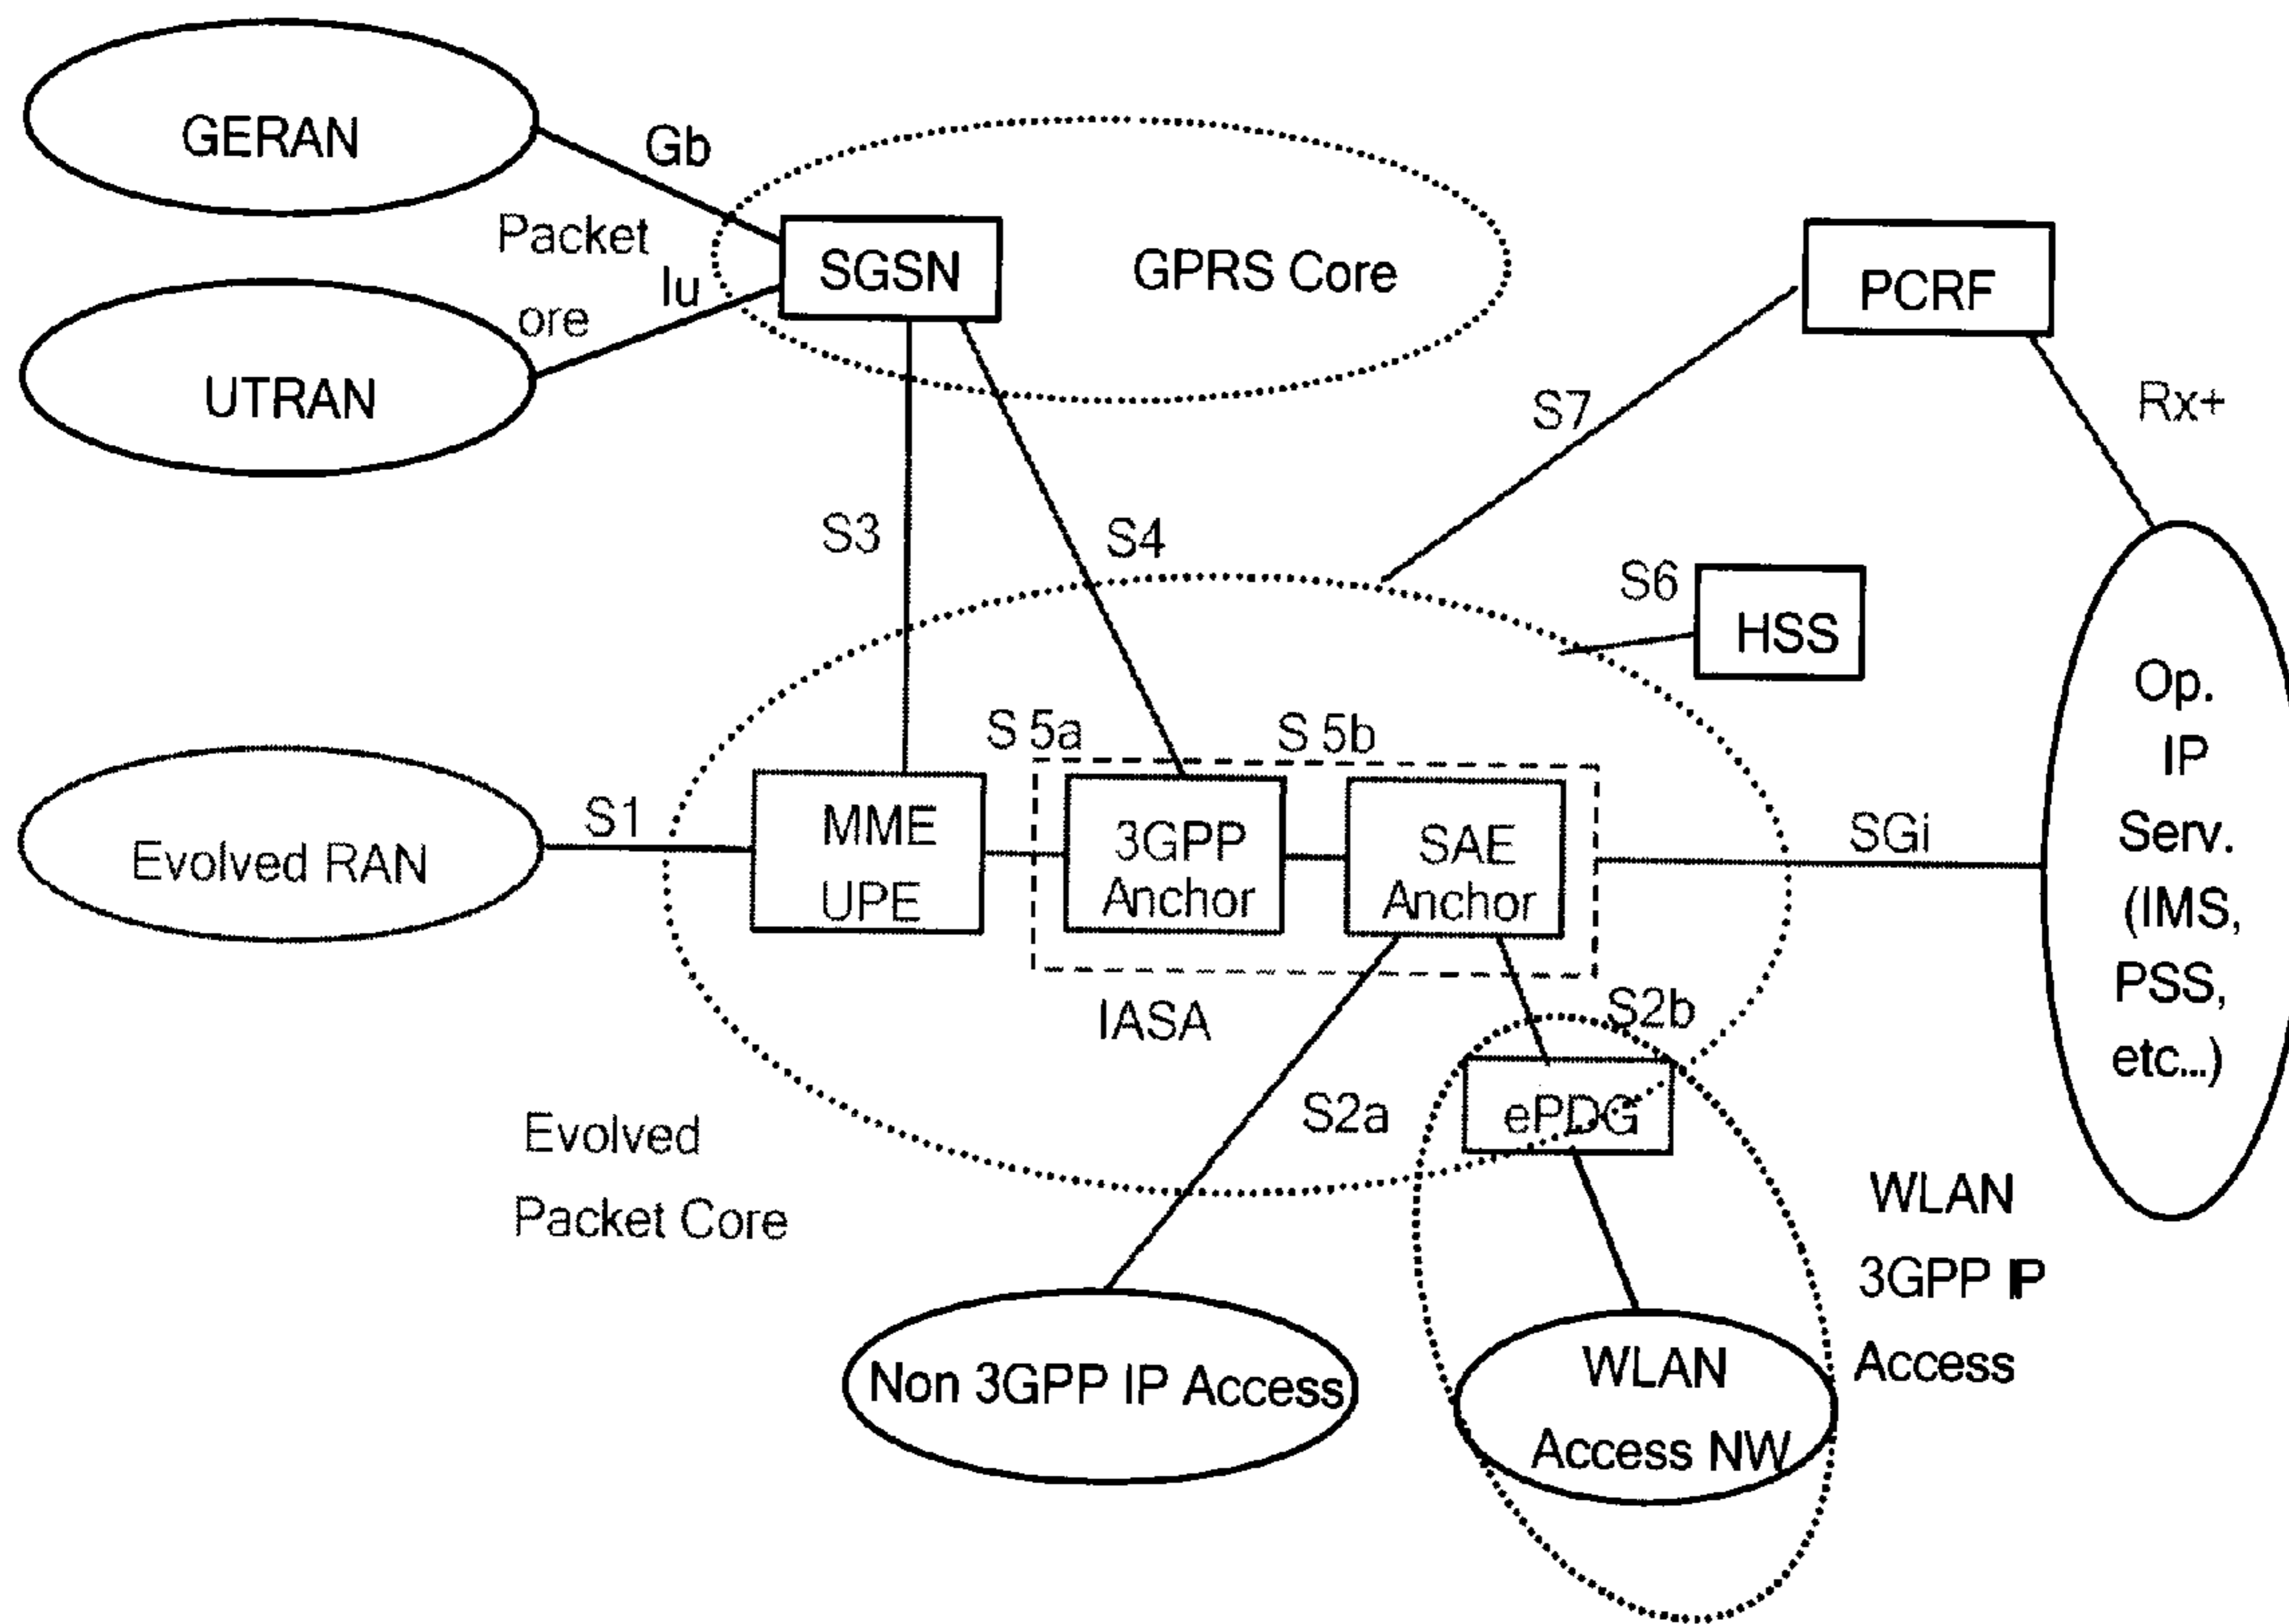 GERAN
Gb
Packet
SGSN
GPRS Core
PCRF
Iu
ore
UTRAN
S7
Rx+
S3
S4
S6
HSS
Op.
IP
Serv.
(IMS,
PSS,
etc...)
S 5a
S 5b
S1
MME
UPE
3GPP
Anchor
SAE
Anchor
SGi
Evolved RAN
IASA
S2b
S2a
ePDG
Evolved
Packet Core
WLAN
3GPP IP
Access
Non 3GPP IP Access
WLAN
Access NW